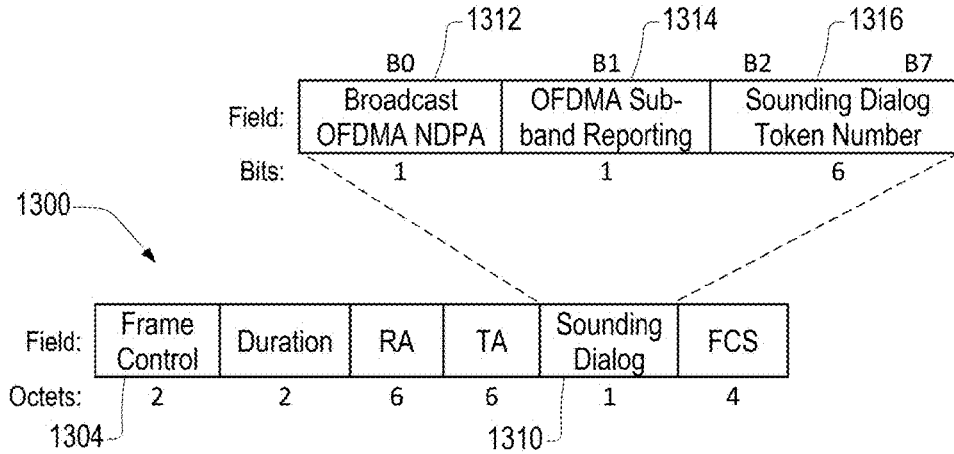 1312 1314 1316
B0 B1 B2 B7
Field: Broadcast OFDMA NDPA OFDMA Sub-band Reporting Sounding Dialog Token Number
Bits: 1 1 6
1300
Field: Frame Control Duration RA TA Sounding Dialog FCS
Octets: 2 2 6 6 1 4
1304 1310